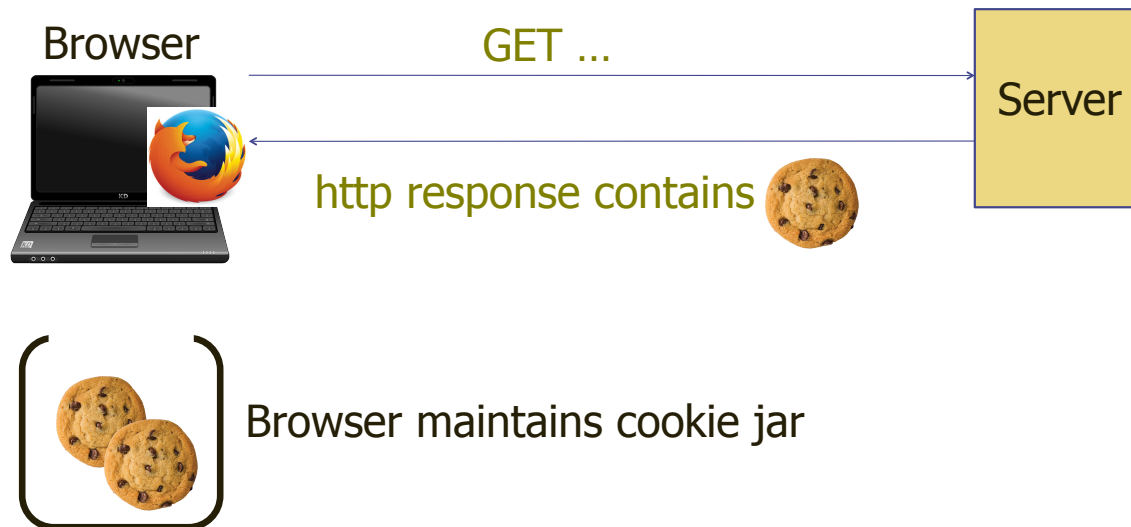 Browser
GET ...
Server
http response contains
Browser maintains cookie jar